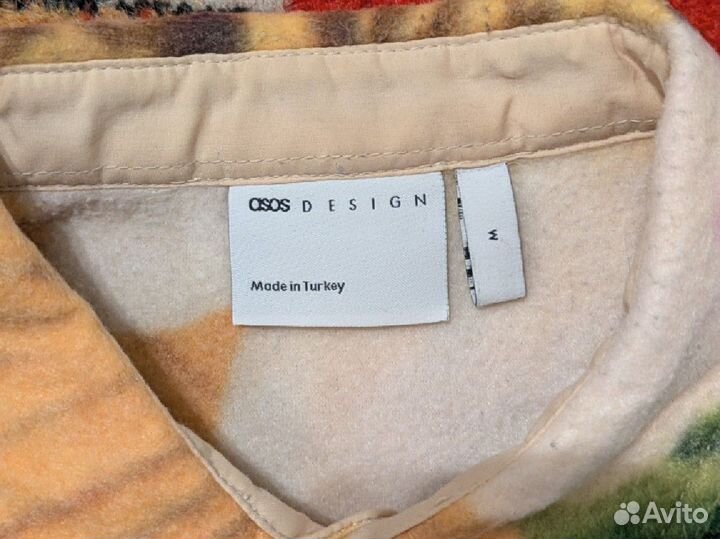 asos DESIGN
Made in Turkey
M
Avito